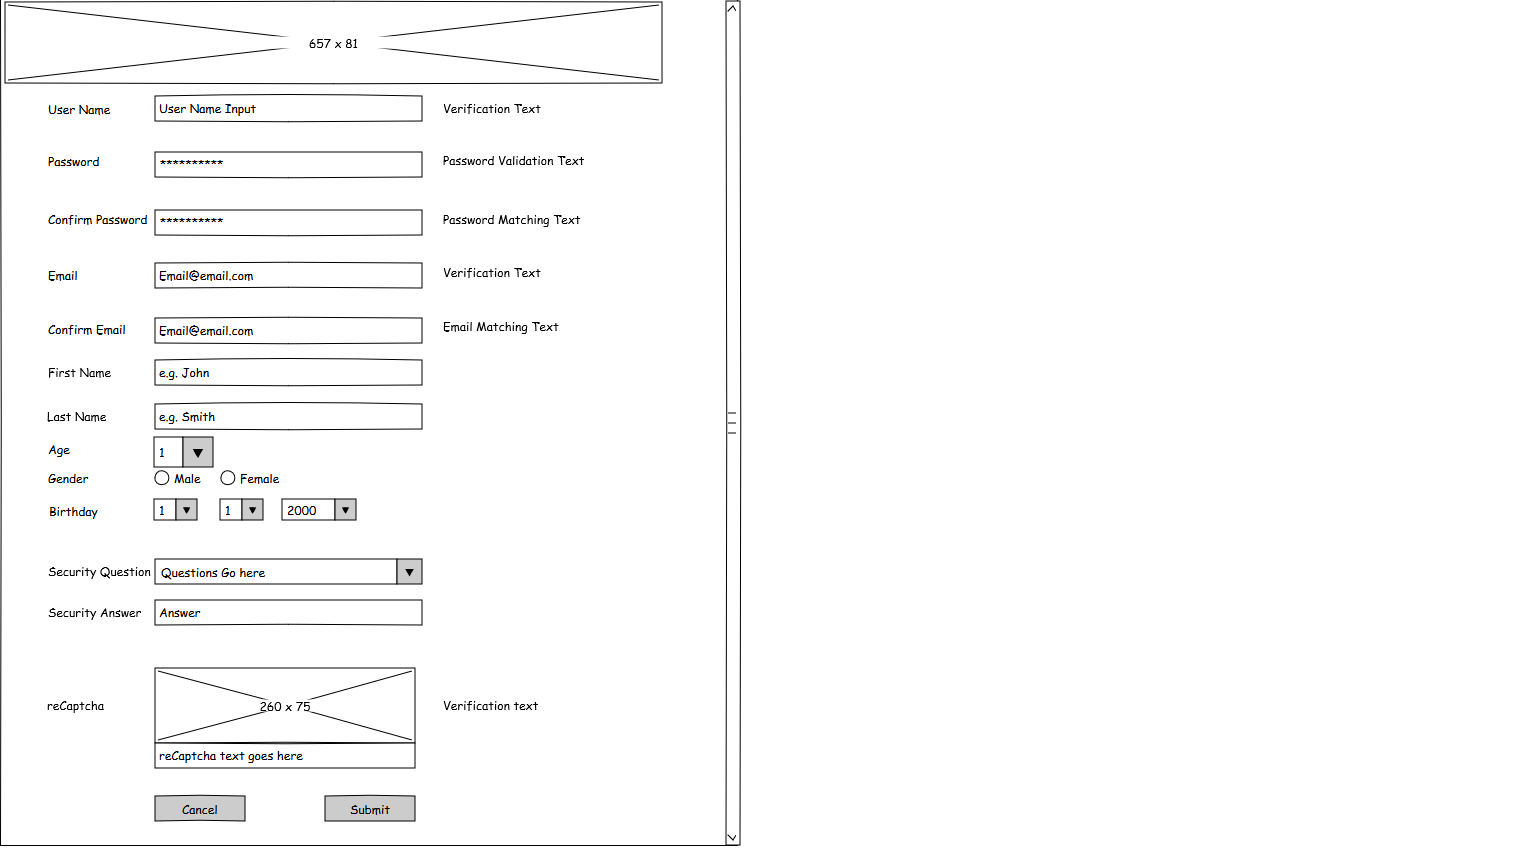 657 x 81
User Name User Name Input Verification Text
Password ********** Password Validation Text
Confirm Password ********** Password Matching Text
Email Email@email.com Verification Text
Confirm Email Email@email.com Email Matching Text
First Name e.g. John
Last Name e.g. Smith
Age 1
Gender Male Female
Birthday 1 1 2000
Security Question Questions Go here
Security Answer Answer
reCaptcha 260 x 75 Verification text
reCaptcha text goes here
Cancel Submit